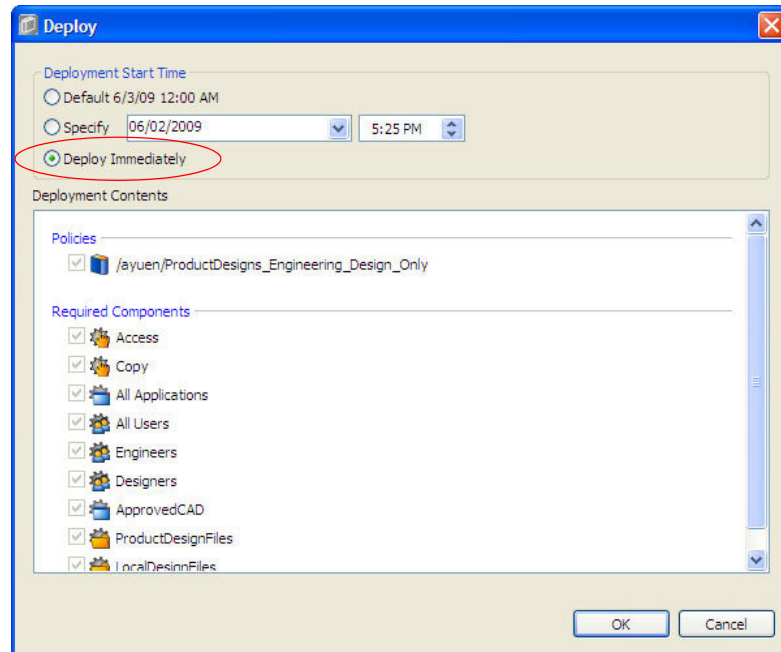 Deploy
Deployment Start Time
Default 6/3/09 12:00 AM
Specify 06/02/2009 5:25 PM
Deploy Immediately
Deployment Contents
Policies
/ayuen/ProductDesigns_Engineering_Design_Only
Required Components
Access
Copy
All Applications
All Users
Engineers
Designers
ApprovedCAD
ProductDesignFiles
LocalDesignFiles
OK Cancel